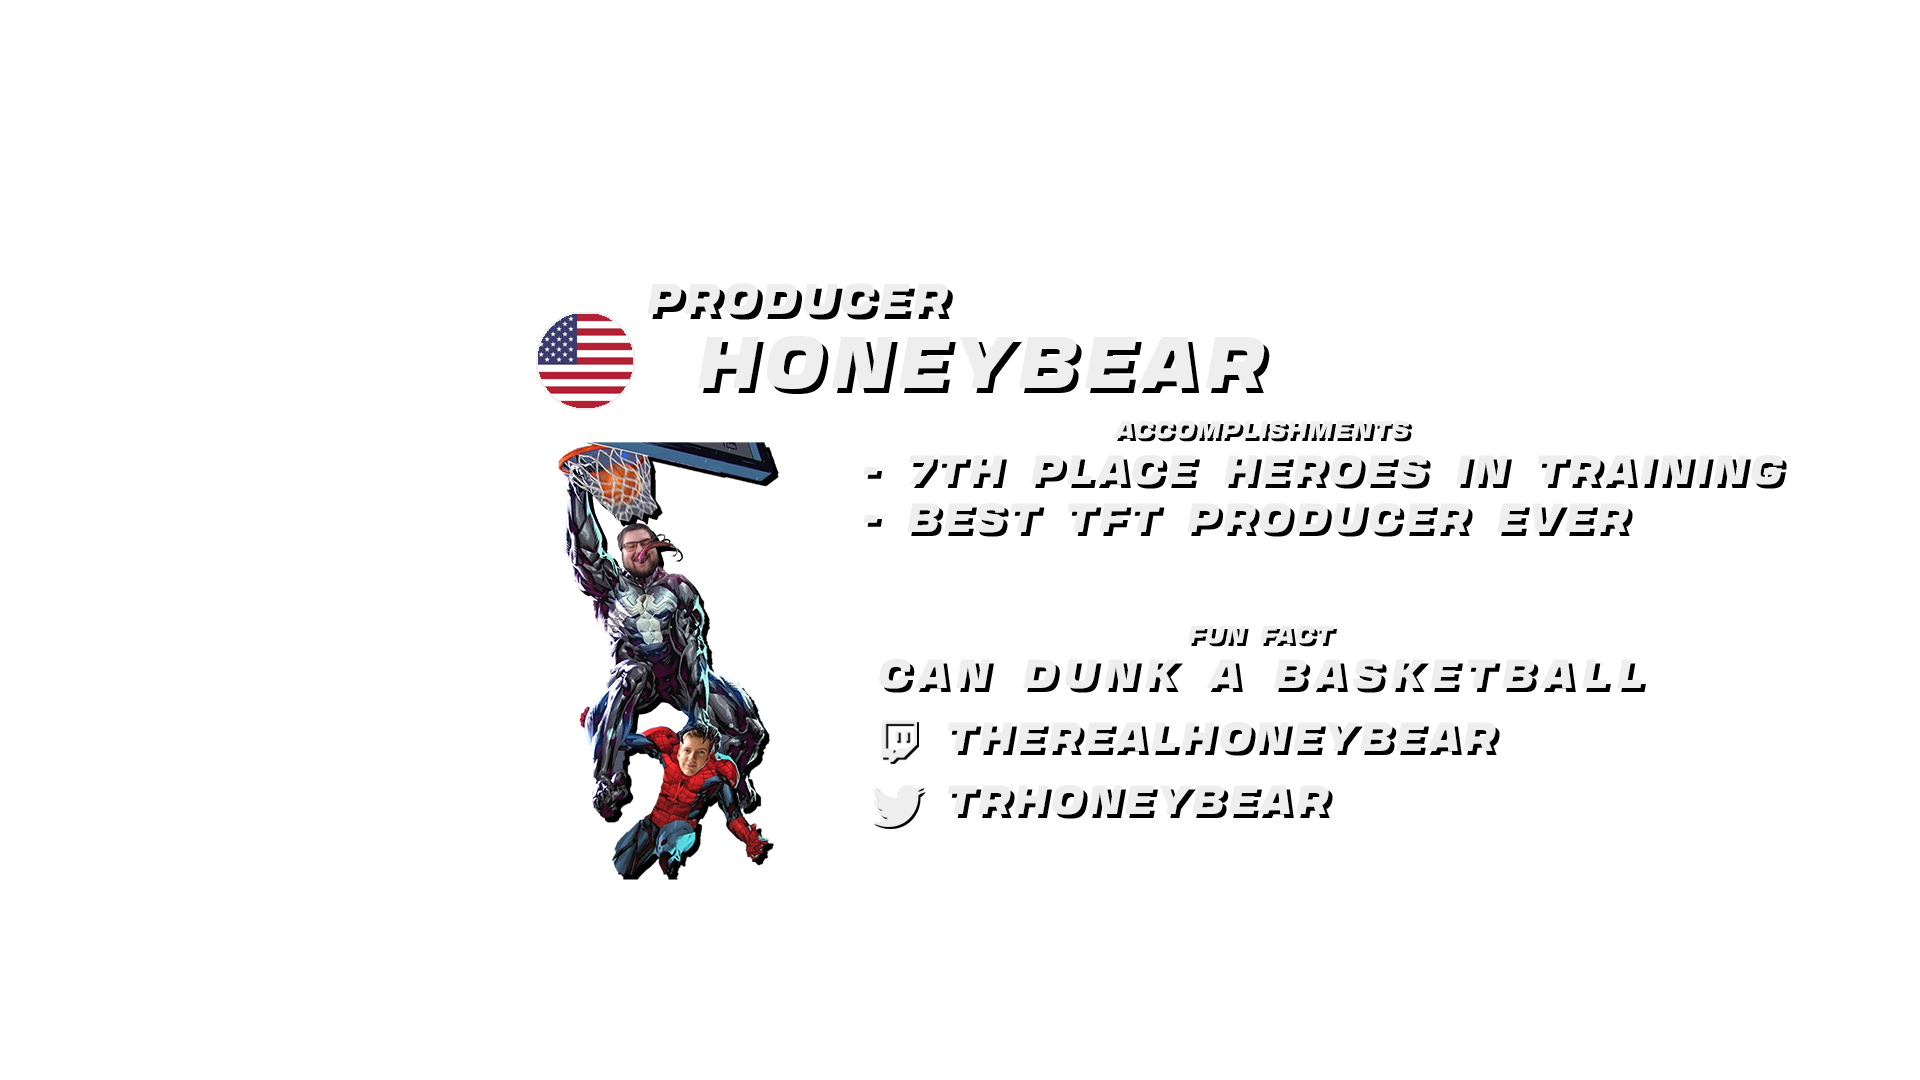 PRODUCER
HONEYBEAR
ACCOMPLISHMENTS
- 7TH PLACE HEROES IN TRAINING
- BEST TFT PRODUCER EVER
FUN FACT
CAN DUNK A BASKETBALL
THEREALHONEYBEAR
TRHONEYBEAR